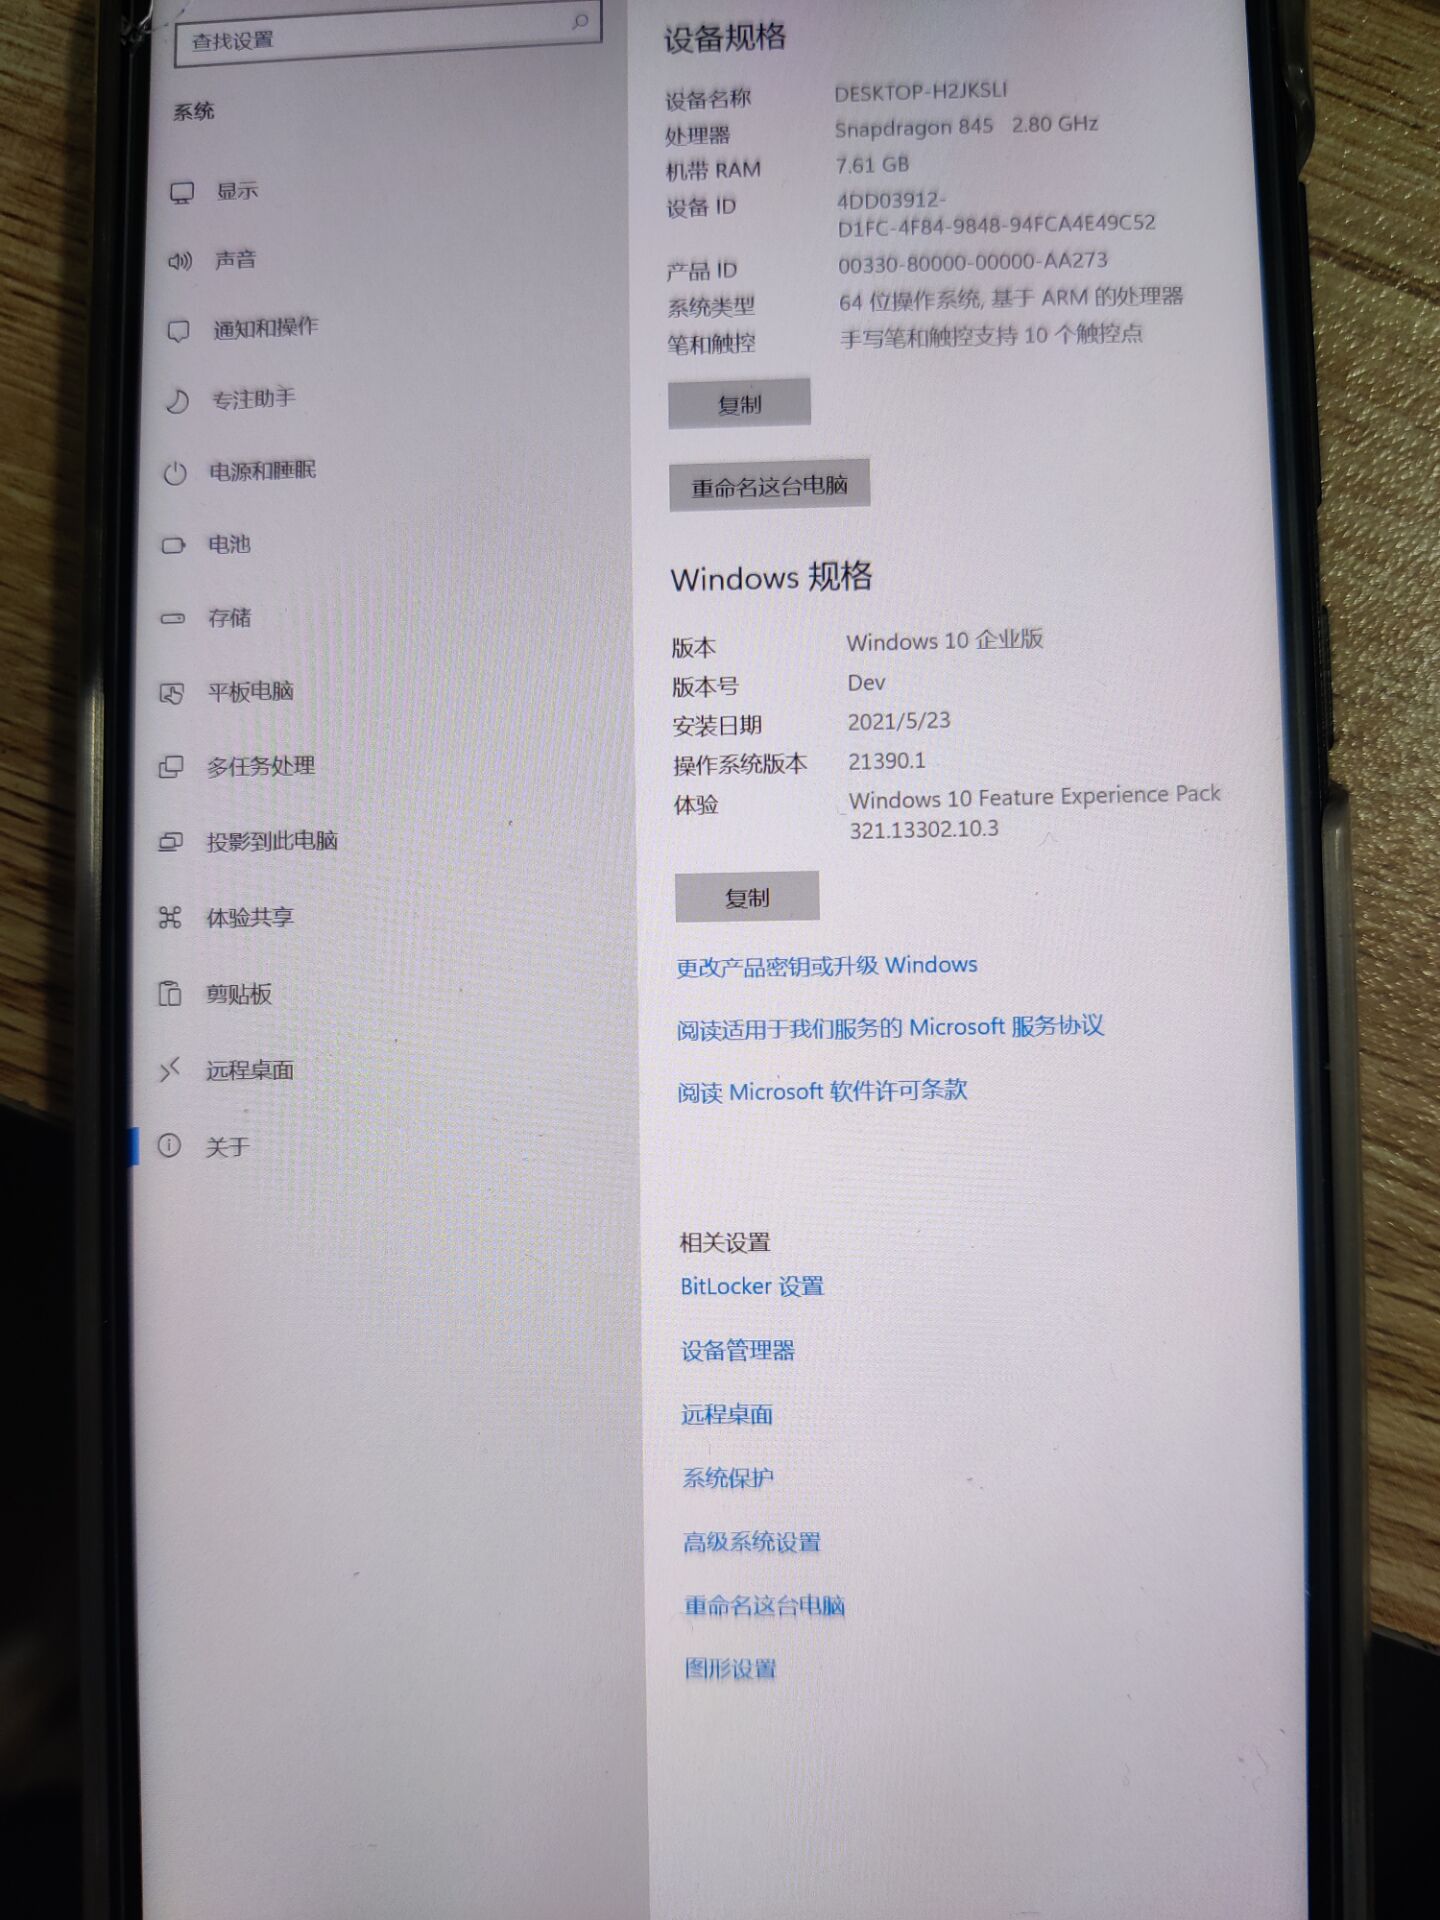 查找设置
系统
显示
声音
通知和操作
专注助手
电源和睡眠
电池
存储
平板电脑
多任务处理
投影到此电脑
体验共享
剪贴板
远程桌面
关于
设备规格
设备名称 DESKTOP-H2JKSLI
处理器 Snapdragon 845 2.80 GHz
机带 RAM 7.61 GB
设备 ID 4DD03912-
D1FC-4F84-9848-94FCA4E49C52
产品 ID 00330-80000-00000-AA273
系统类型 64 位操作系统, 基于 ARM 的处理器
笔和触控 手写笔和触控支持 10 个触控点
复制
重命名这台电脑
Windows 规格
版本 Windows 10 企业版
版本号 Dev
安装日期 2021/5/23
操作系统版本 21390.1
体验 Windows 10 Feature Experience Pack
321.13302.10.3
复制
更改产品密钥或升级 Windows
阅读适用于我们服务的 Microsoft 服务协议
阅读 Microsoft 软件许可条款
相关设置
BitLocker 设置
设备管理器
远程桌面
系统保护
高级系统设置
重命名这台电脑
图形设置